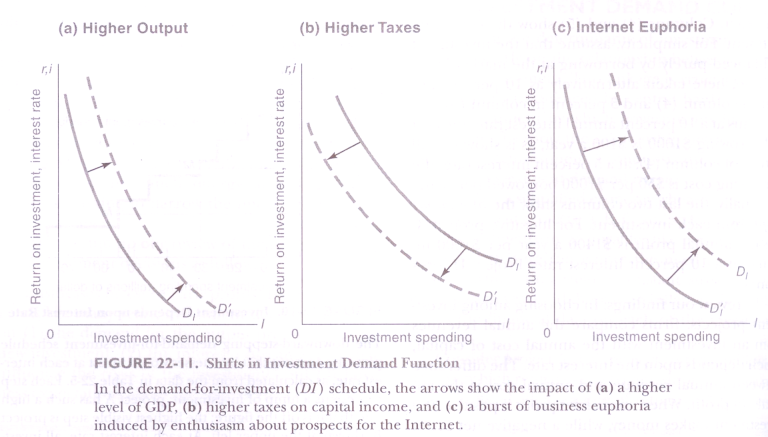 (a) Higher Output
(b) Higher Taxes
(c) Internet Euphoria
r,i
Return on investment, interest rate
D_I
D_I′
0
Investment spending
I
r,i
Return on investment, interest rate
D_I
D_I′
0
Investment spending
I
r,i
Return on investment, interest rate
D_I
D_I′
0
Investment spending
I
FIGURE 22-11. Shifts in Investment Demand Function
In the demand-for-investment (DI) schedule, the arrows show the impact of (a) a higher
level of GDP, (b) higher taxes on capital income, and (c) a burst of business euphoria
induced by enthusiasm about prospects for the Internet.